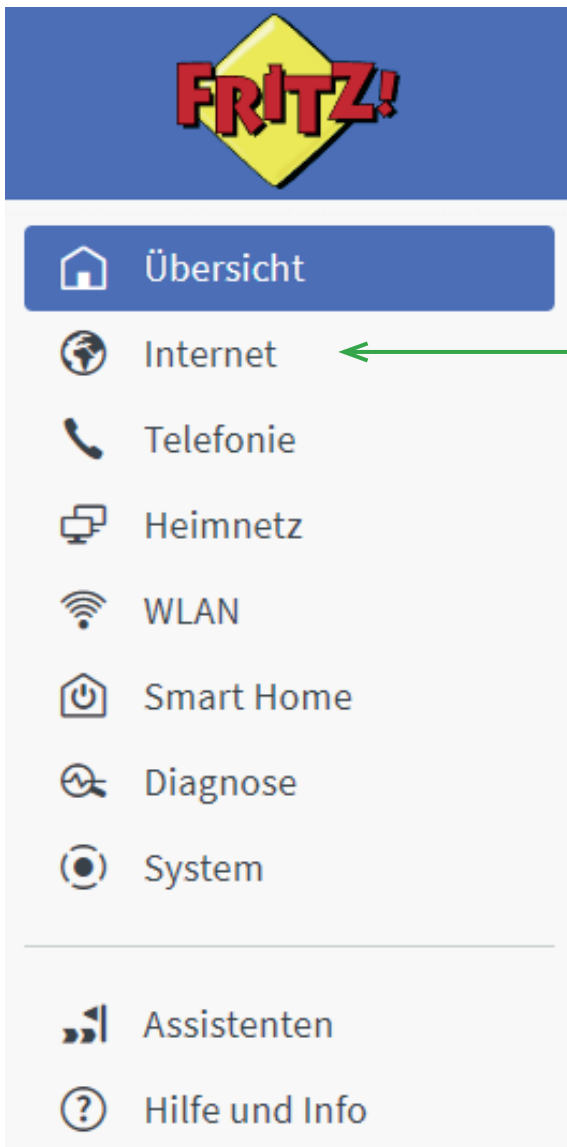 FRITZ!
Übersicht
Internet
Telefonie
Heimnetz
WLAN
Smart Home
Diagnose
System
Assistenten
Hilfe und Info